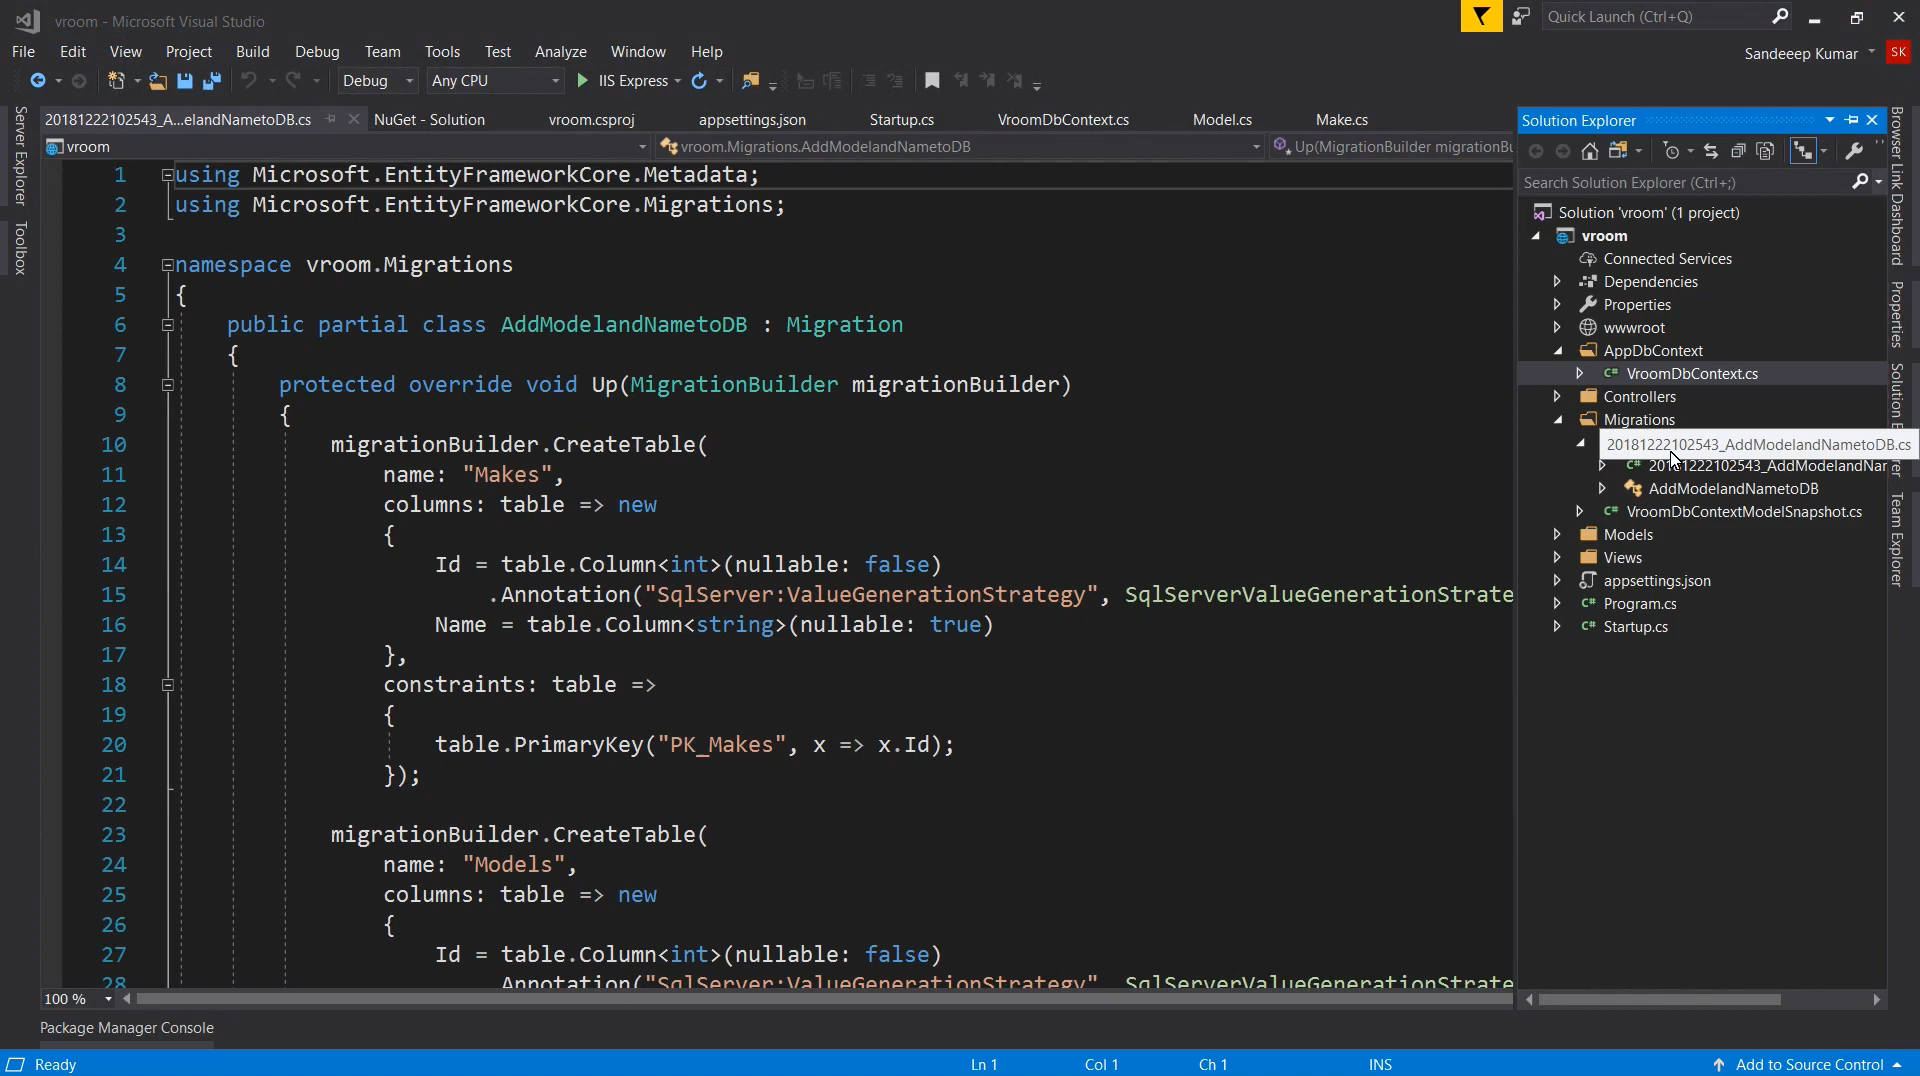 vroom - Microsoft Visual Studio
Quick Launch (Ctrl+Q)
File Edit View Project Build Debug Team Tools Test Analyze Window Help
Sandeeep Kumar SK
Debug Any CPU IIS Express
Server Explorer
Toolbox
20181222102543_A...elandNametoDB.cs NuGet - Solution vroom.csproj appsettings.json Startup.cs VroomDbContext.cs Model.cs Make.cs
vroom vroom.Migrations.AddModelandNametoDB Up(MigrationBuilder migrationBu
1 using Microsoft.EntityFrameworkCore.Metadata;
2 using Microsoft.EntityFrameworkCore.Migrations;
3
4 namespace vroom.Migrations
5 {
6 public partial class AddModelandNametoDB : Migration
7 {
8 protected override void Up(MigrationBuilder migrationBuilder)
9 {
10 migrationBuilder.CreateTable(
11 name: "Makes",
12 columns: table => new
13 {
14 Id = table.Column<int>(nullable: false)
15 .Annotation("SqlServer:ValueGenerationStrategy", SqlServerValueGenerationStrate
16 Name = table.Column<string>(nullable: true)
17 },
18 constraints: table =>
19 {
20 table.PrimaryKey("PK_Makes", x => x.Id);
21 });
22
23 migrationBuilder.CreateTable(
24 name: "Models",
25 columns: table => new
26 {
27 Id = table.Column<int>(nullable: false)
28 .Annotation("SqlServer:ValueGenerationStrategy", SqlServerValueGenerationStrate
100 %
Package Manager Console
Ready Ln 1 Col 1 Ch 1 INS Add to Source Control
Solution Explorer
Search Solution Explorer (Ctrl+;)
Solution 'vroom' (1 project)
vroom
Connected Services
Dependencies
Properties
wwwroot
AppDbContext
VroomDbContext.cs
Controllers
Migrations
20181222102543_AddModelandNametoDB.cs
20181222102543_AddModelandNar
AddModelandNametoDB
VroomDbContextModelSnapshot.cs
Models
Views
appsettings.json
Program.cs
Startup.cs
Browser Link Dashboard
Properties
Solution Explorer
Team Explorer